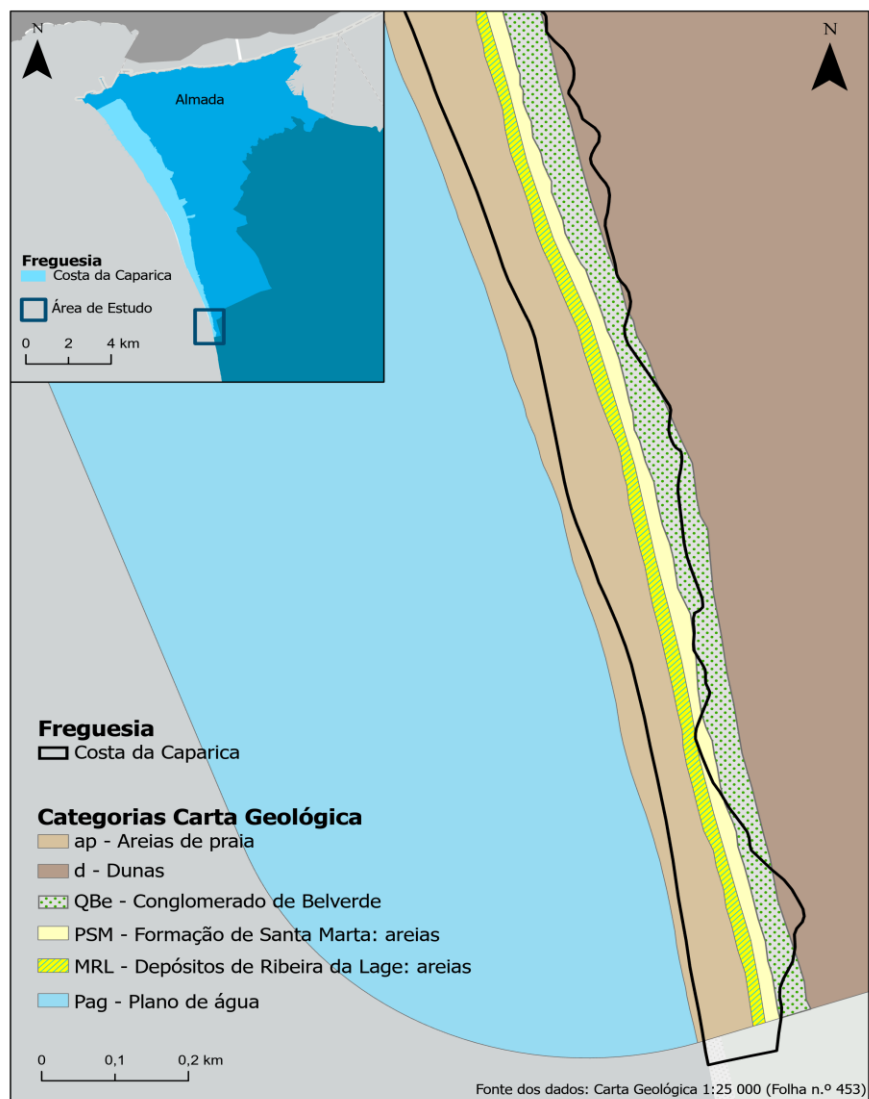 N
Almada
Freguesia
Costa da Caparica
Área de Estudo
0 2 4 km
N
Freguesia
Costa da Caparica
Categorias Carta Geológica
ap - Areias de praia
d - Dunas
QBe - Conglomerado de Belverde
PSM - Formação de Santa Marta: areias
MRL - Depósitos de Ribeira da Lage: areias
Pag - Plano de água
0 0,1 0,2 km
Fonte dos dados: Carta Geológica 1:25 000 (Folha n.º 453)